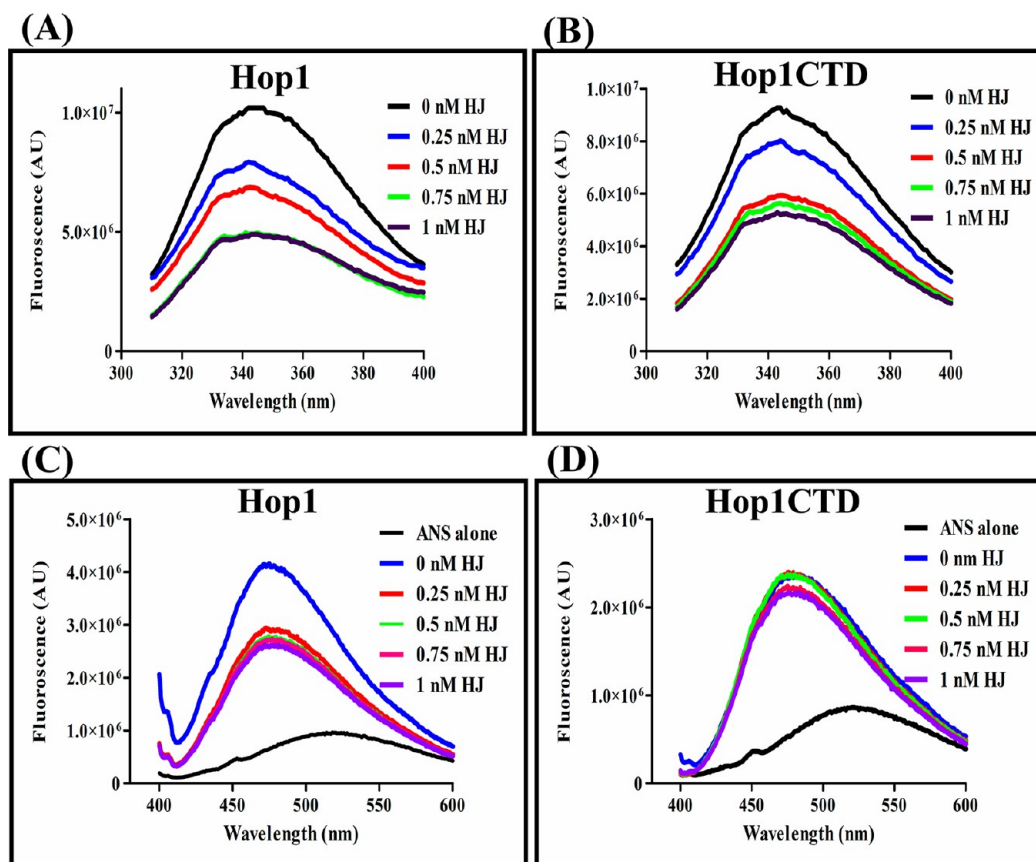 (A)
Hop1
1.0×10⁷
5.0×10⁶
0
300 320 340 360 380 400
Wavelength (nm)
Fluoroscence (AU)
0 nM HJ
0.25 nM HJ
0.5 nM HJ
0.75 nM HJ
1 nM HJ
(B)
Hop1CTD
1.0×10⁷
8.0×10⁶
6.0×10⁶
4.0×10⁶
2.0×10⁶
0
300 320 340 360 380 400
Wavelength (nm)
Fluoroscence (AU)
0 nM HJ
0.25 nM HJ
0.5 nM HJ
0.75 nM HJ
1 nM HJ
(C)
Hop1
5.0×10⁶
4.0×10⁶
3.0×10⁶
2.0×10⁶
1.0×10⁶
0
400 450 500 550 600
Wavelength (nm)
Fluoroscence (AU)
ANS alone
0 nM HJ
0.25 nM HJ
0.5 nM HJ
0.75 nM HJ
1 nM HJ
(D)
Hop1CTD
3.0×10⁶
2.0×10⁶
1.0×10⁶
0
400 450 500 550 600
Wavelength (nm)
Fluoroscence (AU)
ANS alone
0 nm HJ
0.25 nM HJ
0.5 nM HJ
0.75 nM HJ
1 nM HJ